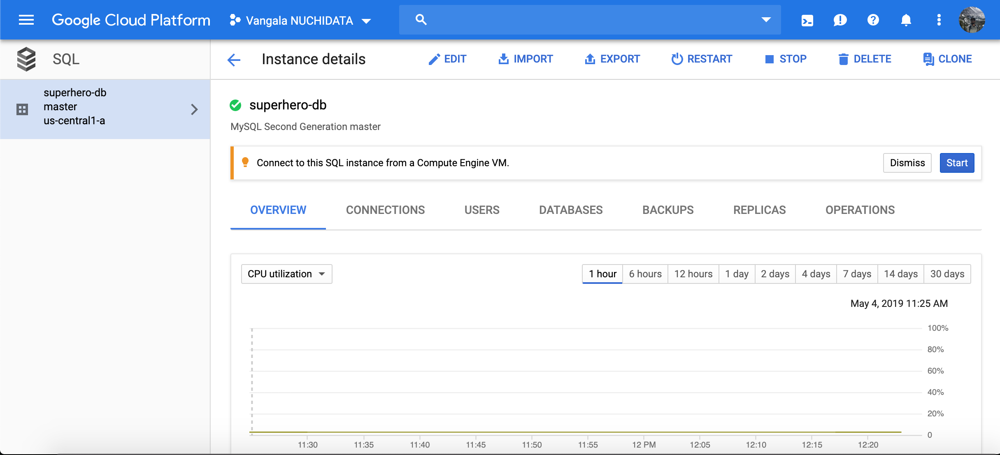 Google Cloud Platform
Vangala NUCHIDATA
SQL
Instance details
EDIT
IMPORT
EXPORT
RESTART
STOP
DELETE
CLONE
superhero-db
master
us-central1-a
superhero-db
MySQL Second Generation master
Connect to this SQL instance from a Compute Engine VM.
Dismiss
Start
OVERVIEW
CONNECTIONS
USERS
DATABASES
BACKUPS
REPLICAS
OPERATIONS
CPU utilization
1 hour
6 hours
12 hours
1 day
2 days
4 days
7 days
14 days
30 days
May 4, 2019 11:25 AM
100%
80%
60%
40%
20%
0
11:30
11:35
11:40
11:45
11:50
11:55
12 PM
12:05
12:10
12:15
12:20